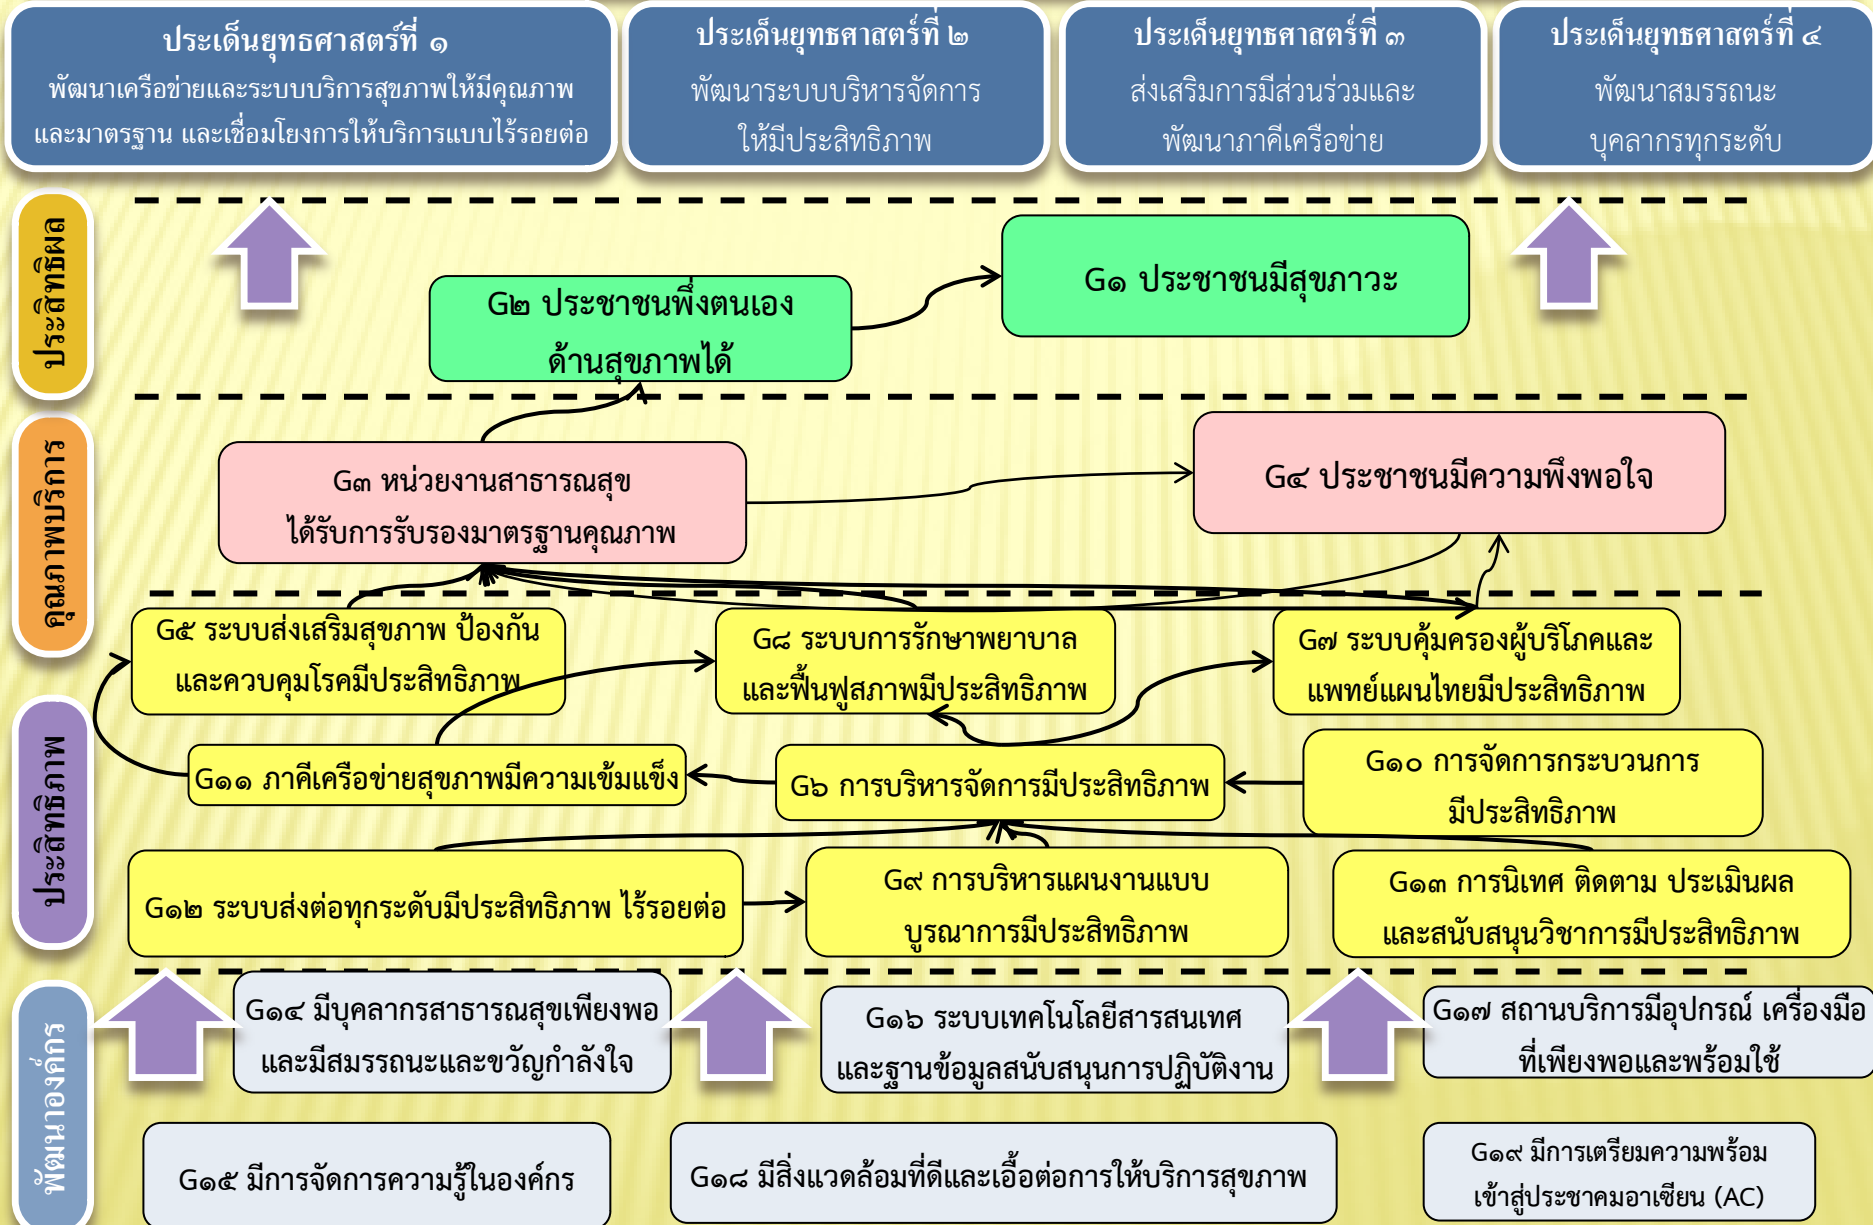 ประเด็นยุทธศาสตร์ที่ ๑
พัฒนาเครือข่ายและระบบบริการสุขภาพให้มีคุณภาพ
และมาตรฐาน และเชื่อมโยงการให้บริการแบบไร้รอยต่อ
ประเด็นยุทธศาสตร์ที่ ๒
พัฒนาระบบบริหารจัดการ
ให้มีประสิทธิภาพ
ประเด็นยุทธศาสตร์ที่ ๓
ส่งเสริมการมีส่วนร่วมและ
พัฒนาภาคีเครือข่าย
ประเด็นยุทธศาสตร์ที่ ๔
พัฒนาสมรรถนะ
บุคลากรทุกระดับ
ประสิทธิผล
G๑ ประชาชนมีสุขภาวะ
G๒ ประชาชนพึ่งตนเอง
ด้านสุขภาพได้
คุณภาพบริการ
G๓ หน่วยงานสาธารณสุข
ได้รับการรับรองมาตรฐานคุณภาพ
G๔ ประชาชนมีความพึงพอใจ
ประสิทธิภาพ
G๕ ระบบส่งเสริมสุขภาพ ป้องกัน
และควบคุมโรคมีประสิทธิภาพ
G๘ ระบบการรักษาพยาบาล
และฟื้นฟูสภาพมีประสิทธิภาพ
G๗ ระบบคุ้มครองผู้บริโภคและ
แพทย์แผนไทยมีประสิทธิภาพ
G๑๑ ภาคีเครือข่ายสุขภาพมีความเข้มแข็ง
G๖ การบริหารจัดการมีประสิทธิภาพ
G๑๐ การจัดการกระบวนการ
มีประสิทธิภาพ
G๑๒ ระบบส่งต่อทุกระดับมีประสิทธิภาพ ไร้รอยต่อ
G๙ การบริหารแผนงานแบบ
บูรณาการมีประสิทธิภาพ
G๑๓ การนิเทศ ติดตาม ประเมินผล
และสนับสนุนวิชาการมีประสิทธิภาพ
พัฒนาองค์กร
G๑๔ มีบุคลากรสาธารณสุขเพียงพอ
และมีสมรรถนะและขวัญกำลังใจ
G๑๖ ระบบเทคโนโลยีสารสนเทศ
และฐานข้อมูลสนับสนุนการปฏิบัติงาน
G๑๗ สถานบริการมีอุปกรณ์ เครื่องมือ
ที่เพียงพอและพร้อมใช้
G๑๕ มีการจัดการความรู้ในองค์กร
G๑๘ มีสิ่งแวดล้อมที่ดีและเอื้อต่อการให้บริการสุขภาพ
G๑๙ มีการเตรียมความพร้อม
เข้าสู่ประชาคมอาเซียน (AC)